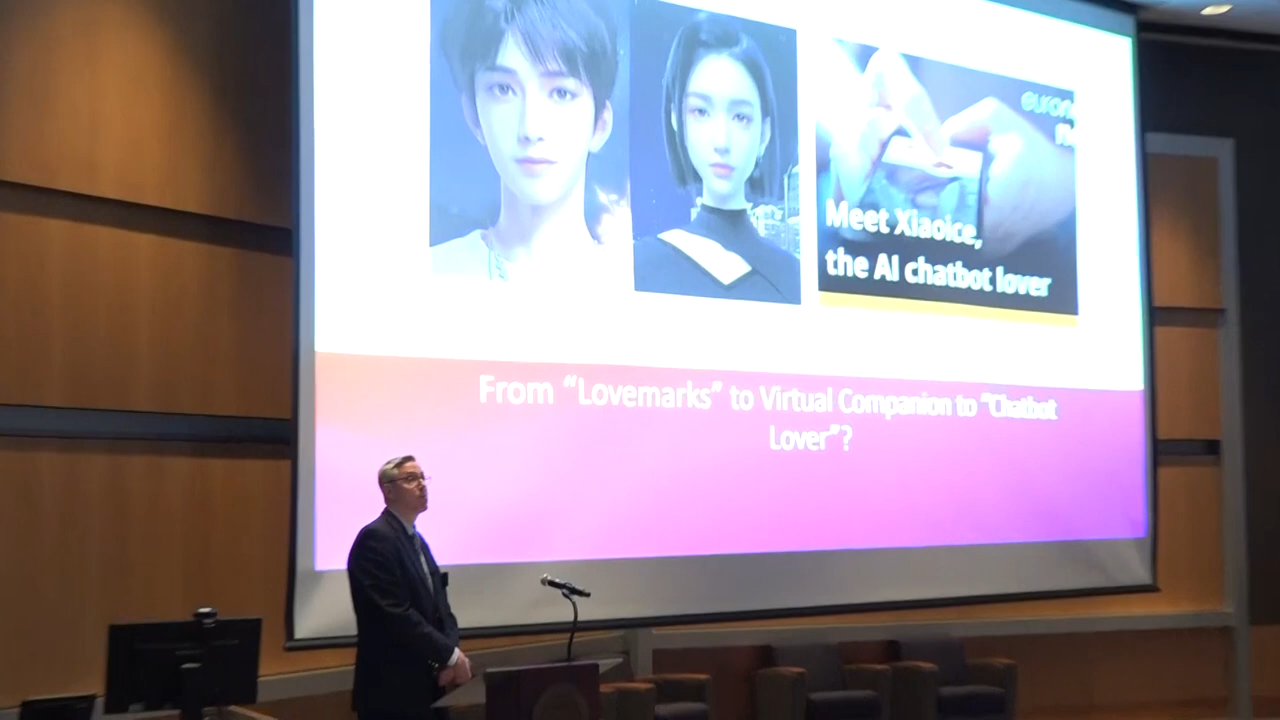 Meet Xiaoice,
the AI chatbot lover
From “Lovemarks” to Virtual Companion to “Chatbot
Lover”?